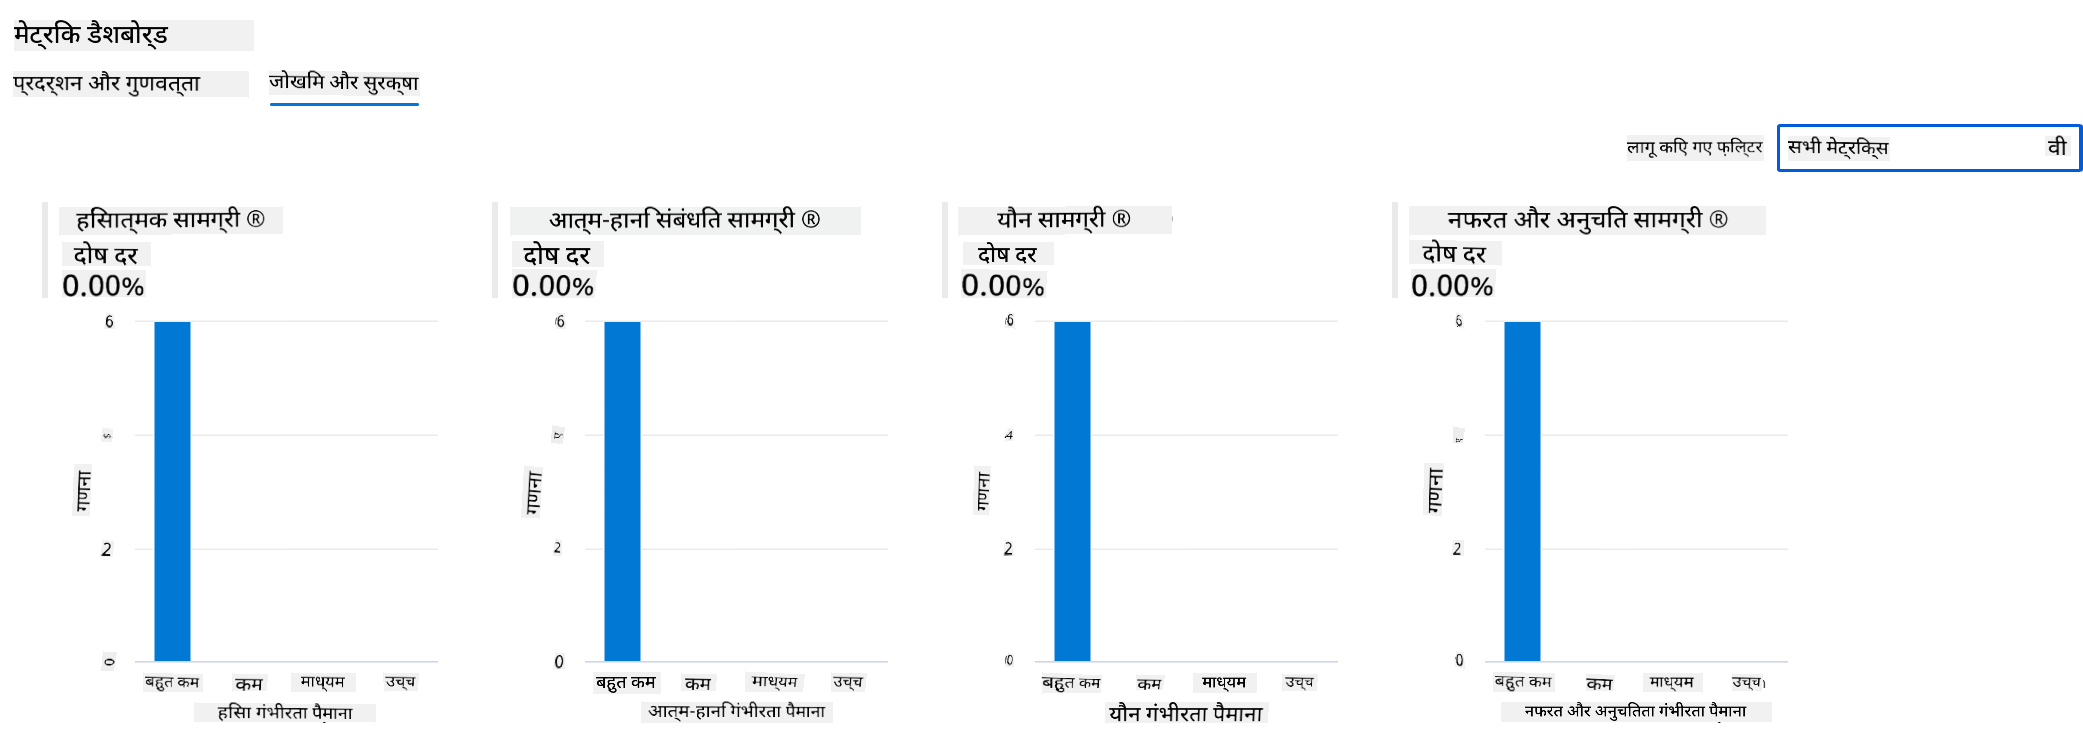 मेट्रिक डैशबोर्ड
प्रदर्शन और गुणवत्ता
जोखिम और सुरक्षा
लागू किए गए फ़िल्टर
सभी मेट्रिक्स
वी
हिंसात्मक सामग्री ®
दोष दर
0.00%
6
2
0
गणना
बहुत कम
कम
माध्यम
उच्च
हिंसा गंभीरता पैमाना
आत्म-हानि संबंधित सामग्री ®
दोष दर
0.00%
6
2
0
गणना
बहुत कम
कम
माध्यम
उच्च
आत्म-हानि गंभीरता पैमाना
यौन सामग्री ®
दोष दर
0.00%
6
4
2
0
गणना
बहुत कम
कम
माध्यम
उच्च
यौन गंभीरता पैमाना
नफरत और अनुचित सामग्री ®
दोष दर
0.00%
6
2
0
गणना
बहुत कम
कम
माध्यम
उच्च
नफरत और अनुचितता गंभीरता पैमाना